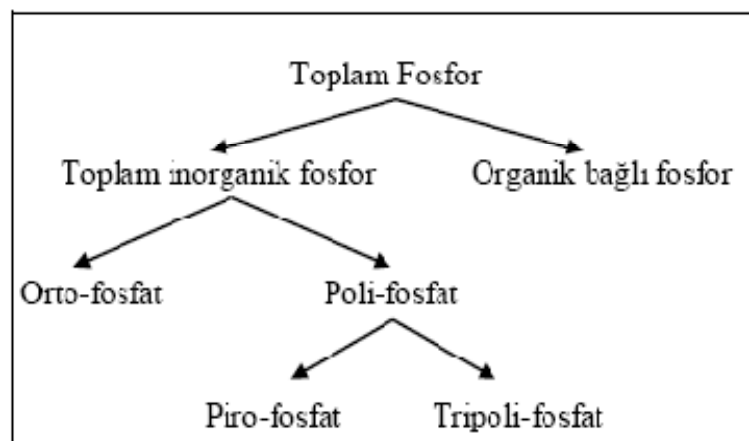 Toplam Fosfor
Toplam inorganik fosfor Organik bağlı fosfor
Orto-fosfat Poli-fosfat
Piro-fosfat Tripoli-fosfat